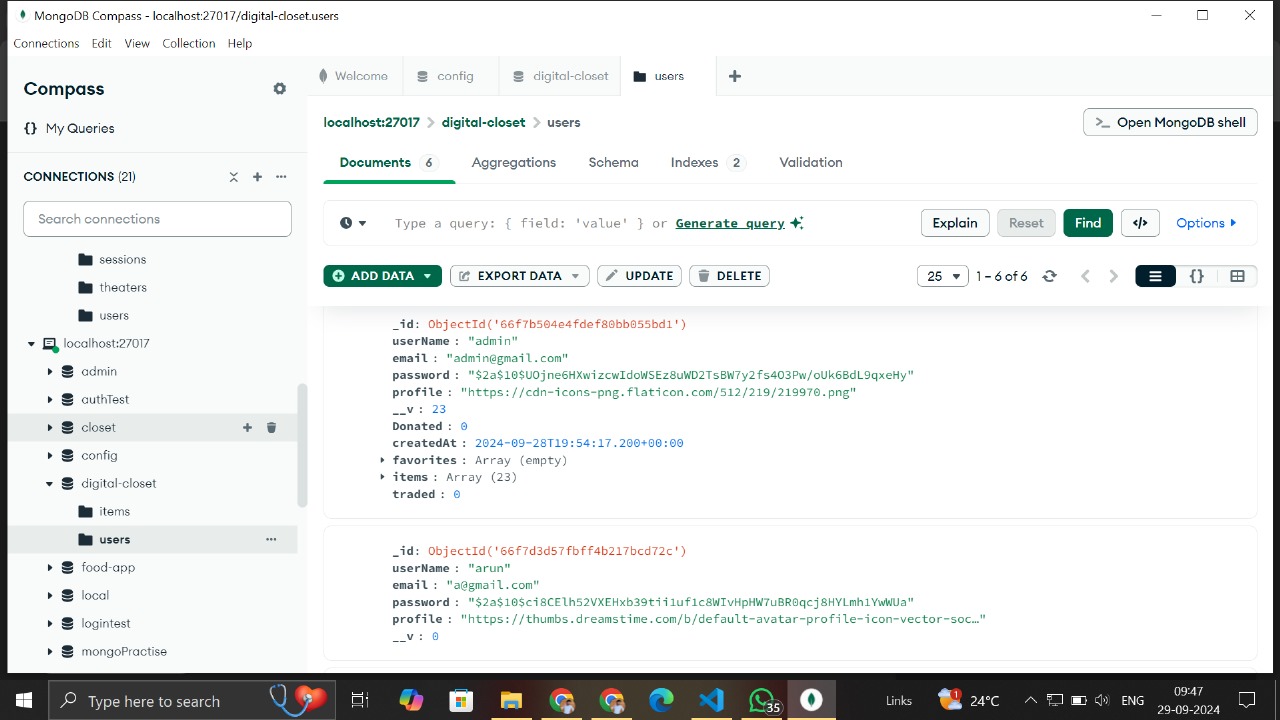 MongoDB Compass - localhost:27017/digital-closet.users
Connections Edit View Collection Help
Compass
{} My Queries
CONNECTIONS (21)
Search connections
sessions
theaters
users
localhost:27017
admin
authTest
closet
config
digital-closet
items
users
food-app
local
logintest
mongoPractise
Welcome config digital-closet users
localhost:27017 > digital-closet > users
>_ Open MongoDB shell
Documents 6 Aggregations Schema Indexes 2 Validation
Type a query: { field: 'value' } or Generate query
Explain Reset Find </> Options
ADD DATA EXPORT DATA UPDATE DELETE
25 1 – 6 of 6 {}
_id: ObjectId('66f7b504e4fdef80bb055bd1')
userName : "admin"
email : "admin@gmail.com"
password : "$2a$10$UOjne6HXwizcwIdoWSEz8uWD2TsBW7y2fs4O3Pw/oUk6BdL9qxeHy"
profile : "https://cdn-icons-png.flaticon.com/512/219/219970.png"
__v : 23
Donated : 0
createdAt : 2024-09-28T19:54:17.200+00:00
favorites : Array (empty)
items : Array (23)
traded : 0
_id: ObjectId('66f7d3d57fbff4b217bcd72c')
userName : "arun"
email : "a@gmail.com"
password : "$2a$10$ci8CElh52VXEHxb39tii1uf1c8WIvHpHW7uBR0qcj8HYLmh1YwWUa"
profile : "https://thumbs.dreamstime.com/b/default-avatar-profile-icon-vector-soc…"
__v : 0
Type here to search
35
Links
1
24°C
ENG
09:47
29-09-2024